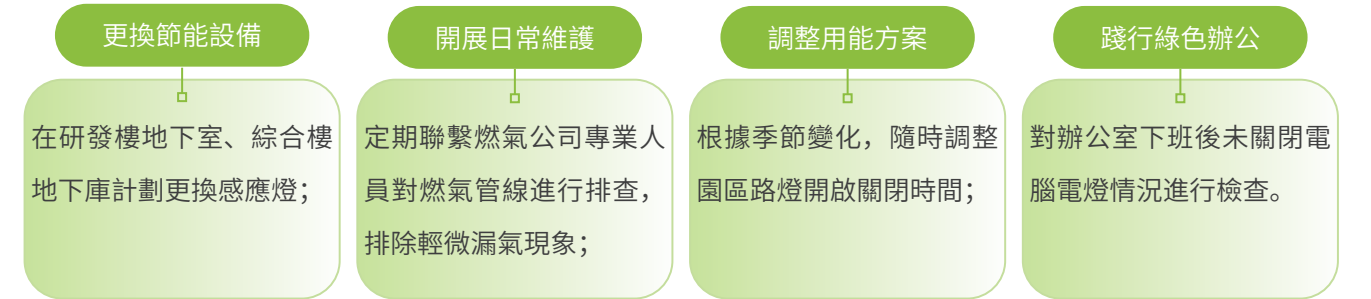 更換節能設備
在研發樓地下室、綜合樓
地下庫計劃更換感應燈；
開展日常維護
定期聯繫燃氣公司專業人
員對燃氣管線進行排查，
排除輕微漏氣現象；
調整用能方案
根據季節變化，隨時調整
園區路燈開啟關閉時間；
踐行綠色辦公
對辦公室下班後未關閉電
腦電燈情況進行檢查。